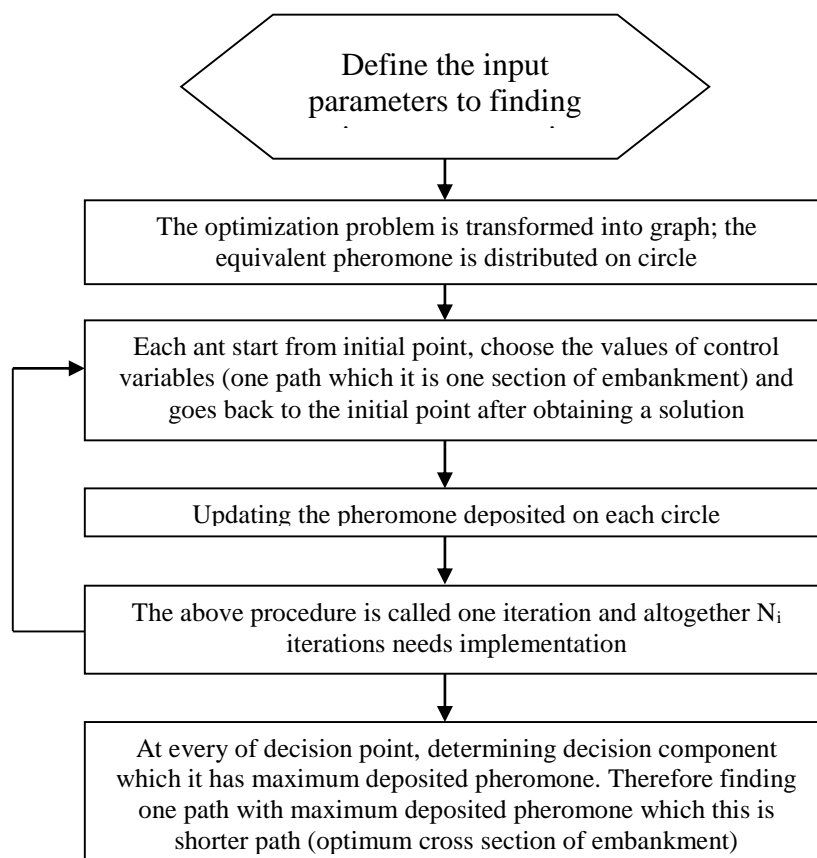 Define the input
parameters to finding
The optimization problem is transformed into graph; the
equivalent pheromone is distributed on circle
Each ant start from initial point, choose the values of control
variables (one path which it is one section of embankment) and
goes back to the initial point after obtaining a solution
Updating the pheromone deposited on each circle
The above procedure is called one iteration and altogether Nᵢ
iterations needs implementation
At every of decision point, determining decision component
which it has maximum deposited pheromone. Therefore finding
one path with maximum deposited pheromone which this is
shorter path (optimum cross section of embankment)